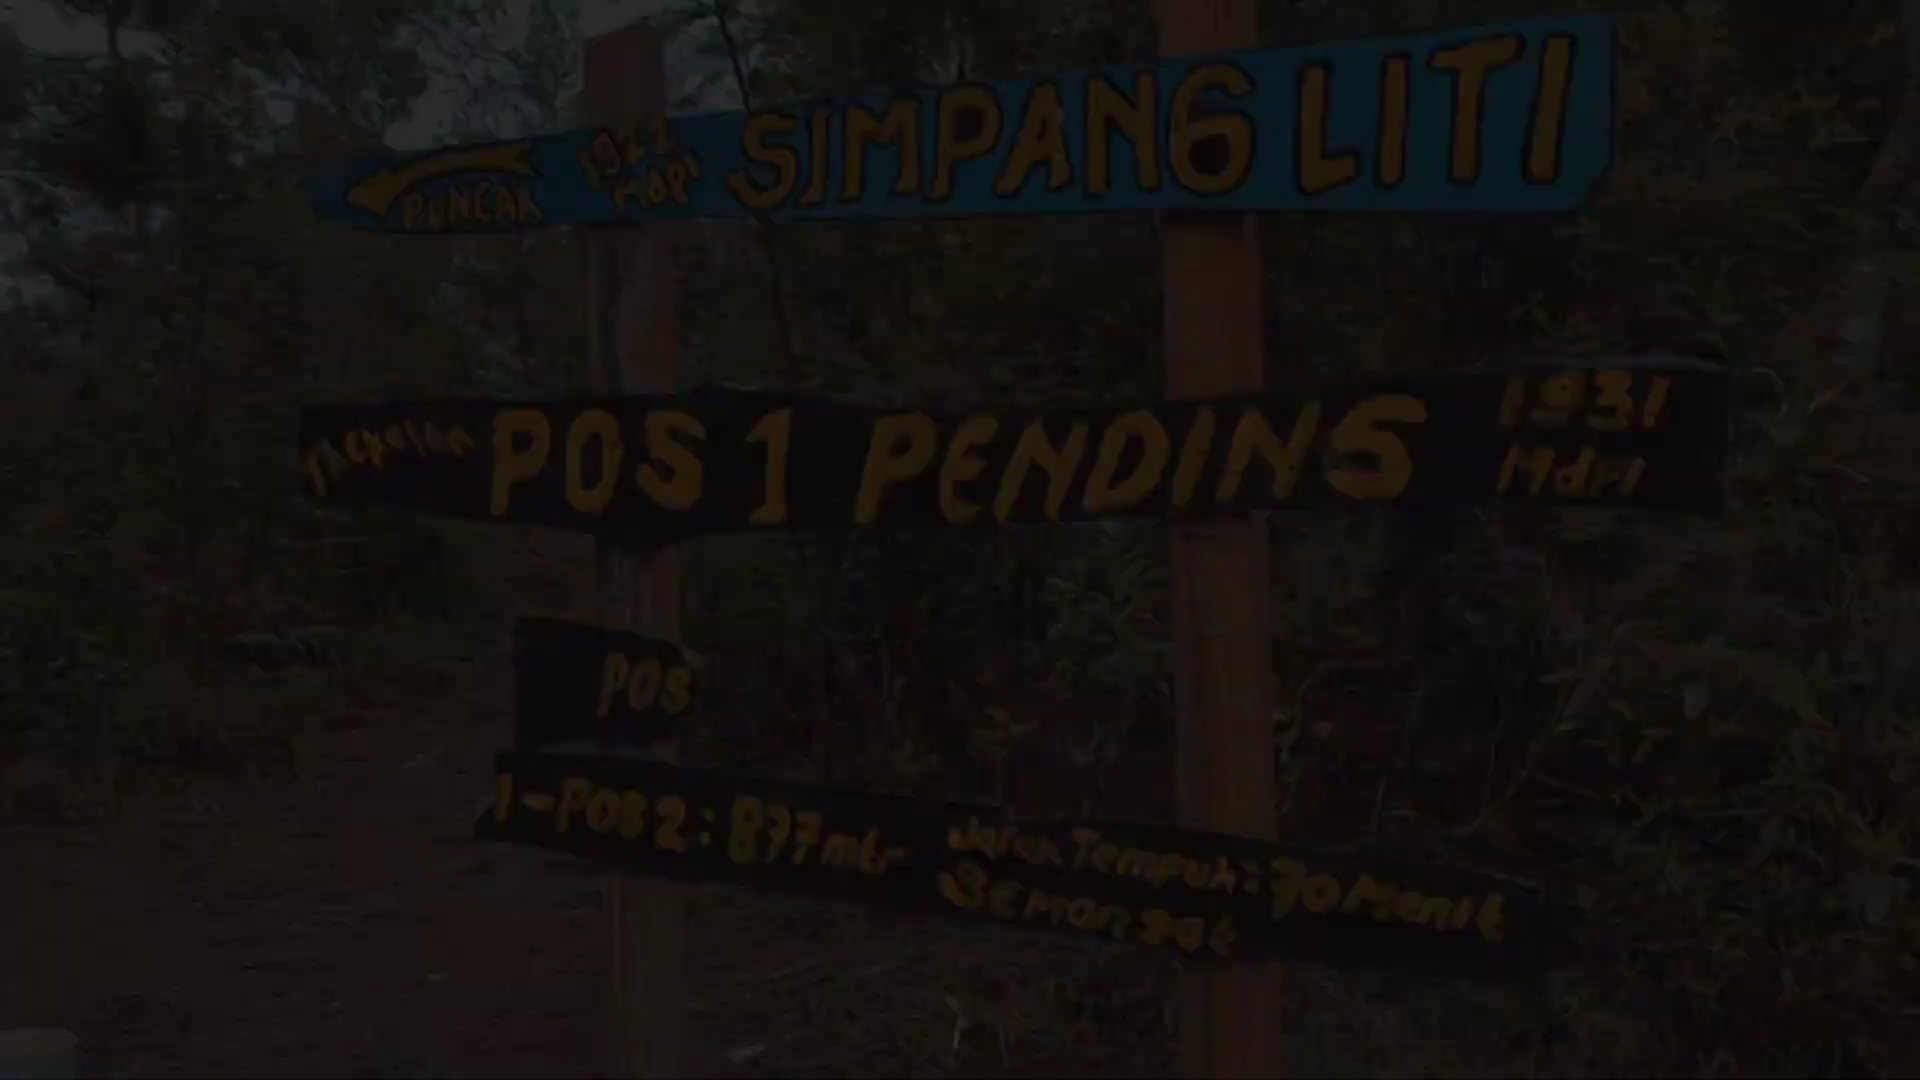 SIMPANG LITI
PUNCAK
POS 1 PENDINS 1931
Mdpl
POS
1-POS 2: 877 mtr Jarak Tempuh: 70 Menit
Semangat